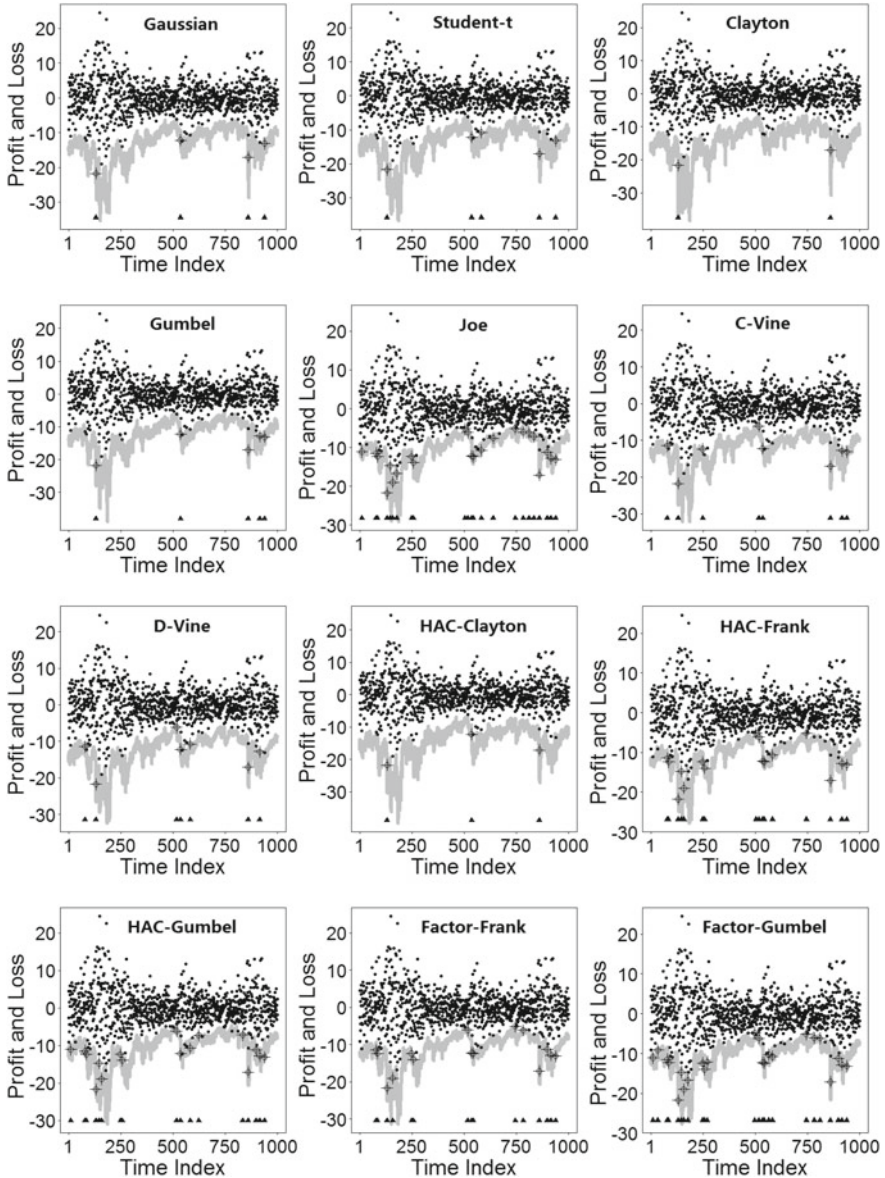 Gaussian
Profit and Loss
20
10
0
-10
-20
-30
1 250 500 750 1000
Time Index
Student-t
Profit and Loss
20
10
0
-10
-20
-30
1 250 500 750 1000
Time Index
Clayton
Profit and Loss
20
10
0
-10
-20
-30
1 250 500 750 1000
Time Index
Gumbel
Profit and Loss
20
10
0
-10
-20
-30
1 250 500 750 1000
Time Index
Joe
Profit and Loss
20
10
0
-10
-20
-30
1 250 500 750 1000
Time Index
C-Vine
Profit and Loss
20
10
0
-10
-20
-30
1 250 500 750 1000
Time Index
D-Vine
Profit and Loss
20
10
0
-10
-20
-30
1 250 500 750 1000
Time Index
HAC-Clayton
Profit and Loss
20
10
0
-10
-20
-30
1 250 500 750 1000
Time Index
HAC-Frank
Profit and Loss
20
10
0
-10
-20
-30
1 250 500 750 1000
Time Index
HAC-Gumbel
Profit and Loss
20
10
0
-10
-20
-30
1 250 500 750 1000
Time Index
Factor-Frank
Profit and Loss
20
10
0
-10
-20
-30
1 250 500 750 1000
Time Index
Factor-Gumbel
Profit and Loss
20
10
0
-10
-20
-30
1 250 500 750 1000
Time Index